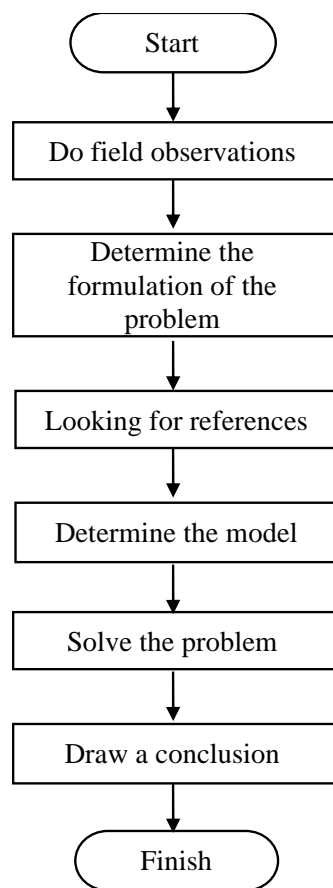 Start
Do field observations
Determine the
formulation of the
problem
Looking for references
Determine the model
Solve the problem
Draw a conclusion
Finish